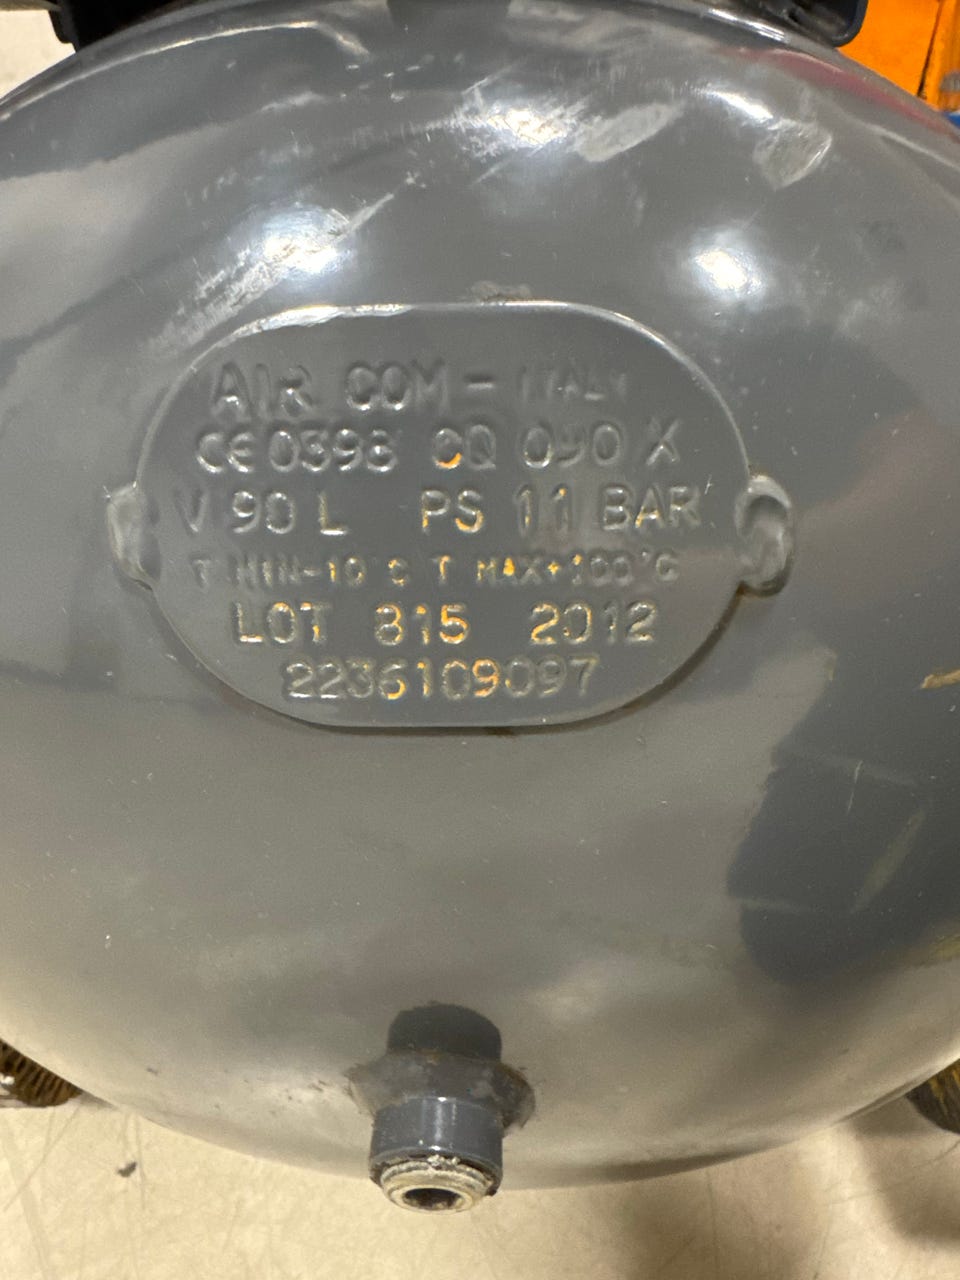 AIR COM - ITALY
CE 0398 CQ 090 X
V 90 L PS 11 BAR
T MIN-10°C T MAX+100°C
LOT 815 2012
2236109097